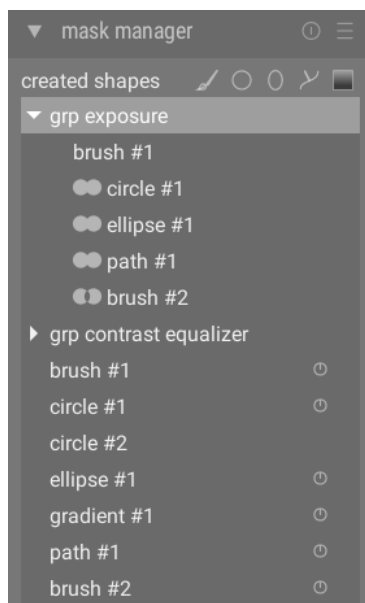 mask manager
created shapes
grp exposure
brush #1
circle #1
ellipse #1
path #1
brush #2
grp contrast equalizer
brush #1
circle #1
circle #2
ellipse #1
gradient #1
path #1
brush #2